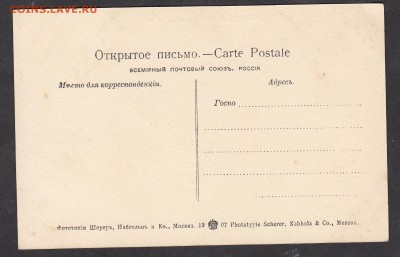 COINS.LAVE.RU
Открытое письмо.—Carte Postale
ВСЕМІРНЫЙ ПОЧТОВЫЙ СОЮЗЪ, РОССІЯ
Мѣсто для корреспонденціи.
Адресъ.
Госпо
Фототипія Шереръ, Набгольцъ и Ко., Москва. 19 07 Phototypie Scherer, Nabholz & Co., Moscou.